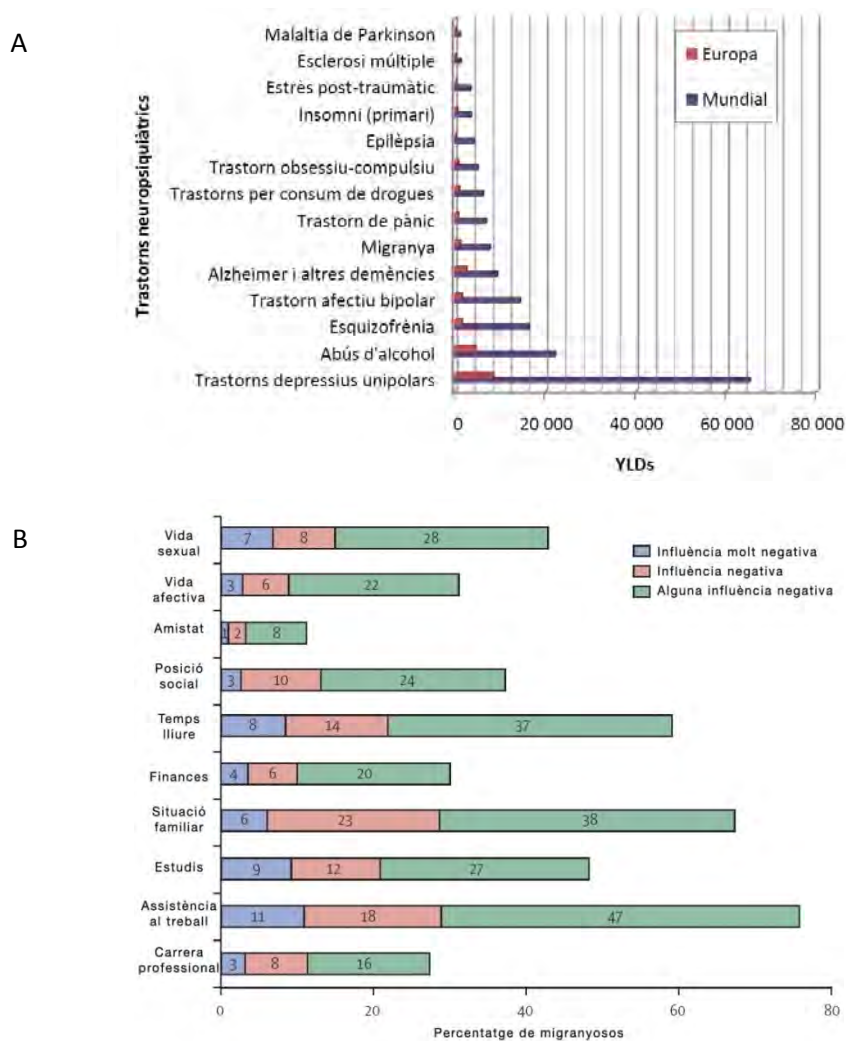 A
Trastorns neuropsiquiàtrics
Malaltia de Parkinson
Esclerosi múltiple
Estrès post-traumàtic
Insomni (primari)
Epilèpsia
Trastorn obsessiu-compulsiu
Trastorns per consum de drogues
Trastorn de pànic
Migranya
Alzheimer i altres demències
Trastorn afectiu bipolar
Esquizofrènia
Abús d'alcohol
Trastorns depressius unipolars
Europa
Mundial
0 20 000 40 000 60 000 80 000
YLDs
B
Vida
sexual
7 8 28
Vida
afectiva
3 6 22
Amistat
1 2 8
Posició
social
3 10 24
Temps
lliure
8 14 37
Finances
4 6 20
Situació
familiar
6 23 38
Estudis
9 12 27
Assistència
al treball
11 18 47
Carrera
professional
3 8 16
Influència molt negativa
Influència negativa
Alguna influència negativa
0 20 40 60 80
Percentatge de migranyosos